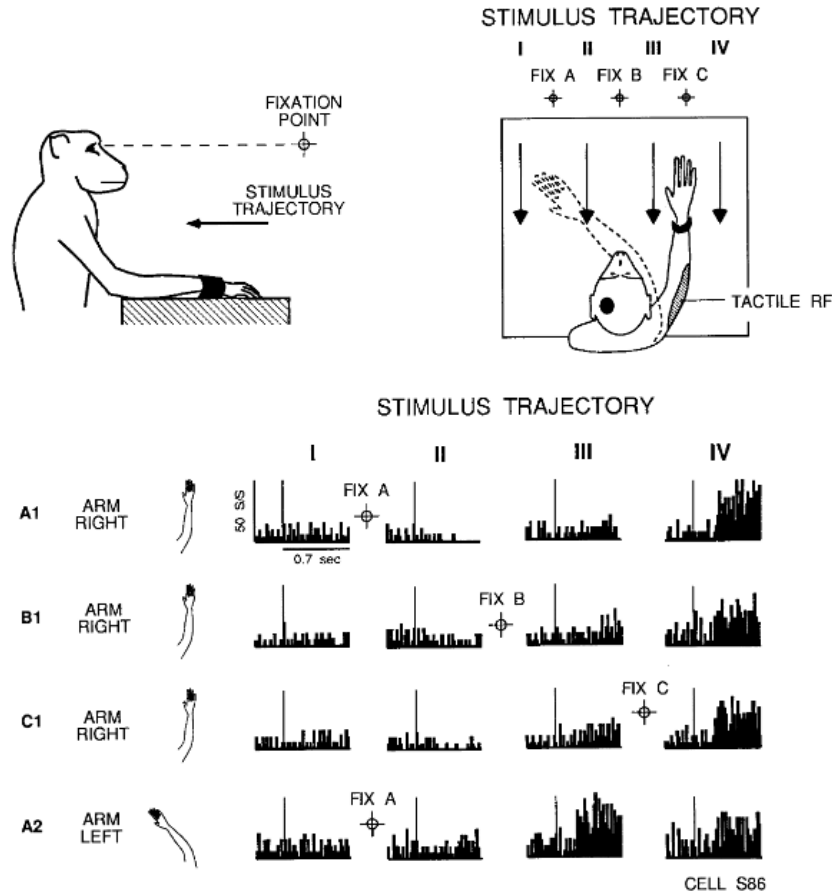 STIMULUS TRAJECTORY
I II III IV
FIX A FIX B FIX C
FIXATION
POINT
STIMULUS
TRAJECTORY
TACTILE RF
STIMULUS TRAJECTORY
I II III IV
A1 ARM
RIGHT
50 S/S
FIX A
0.7 sec
B1 ARM
RIGHT
FIX B
C1 ARM
RIGHT
FIX C
A2 ARM
LEFT
FIX A
CELL S86